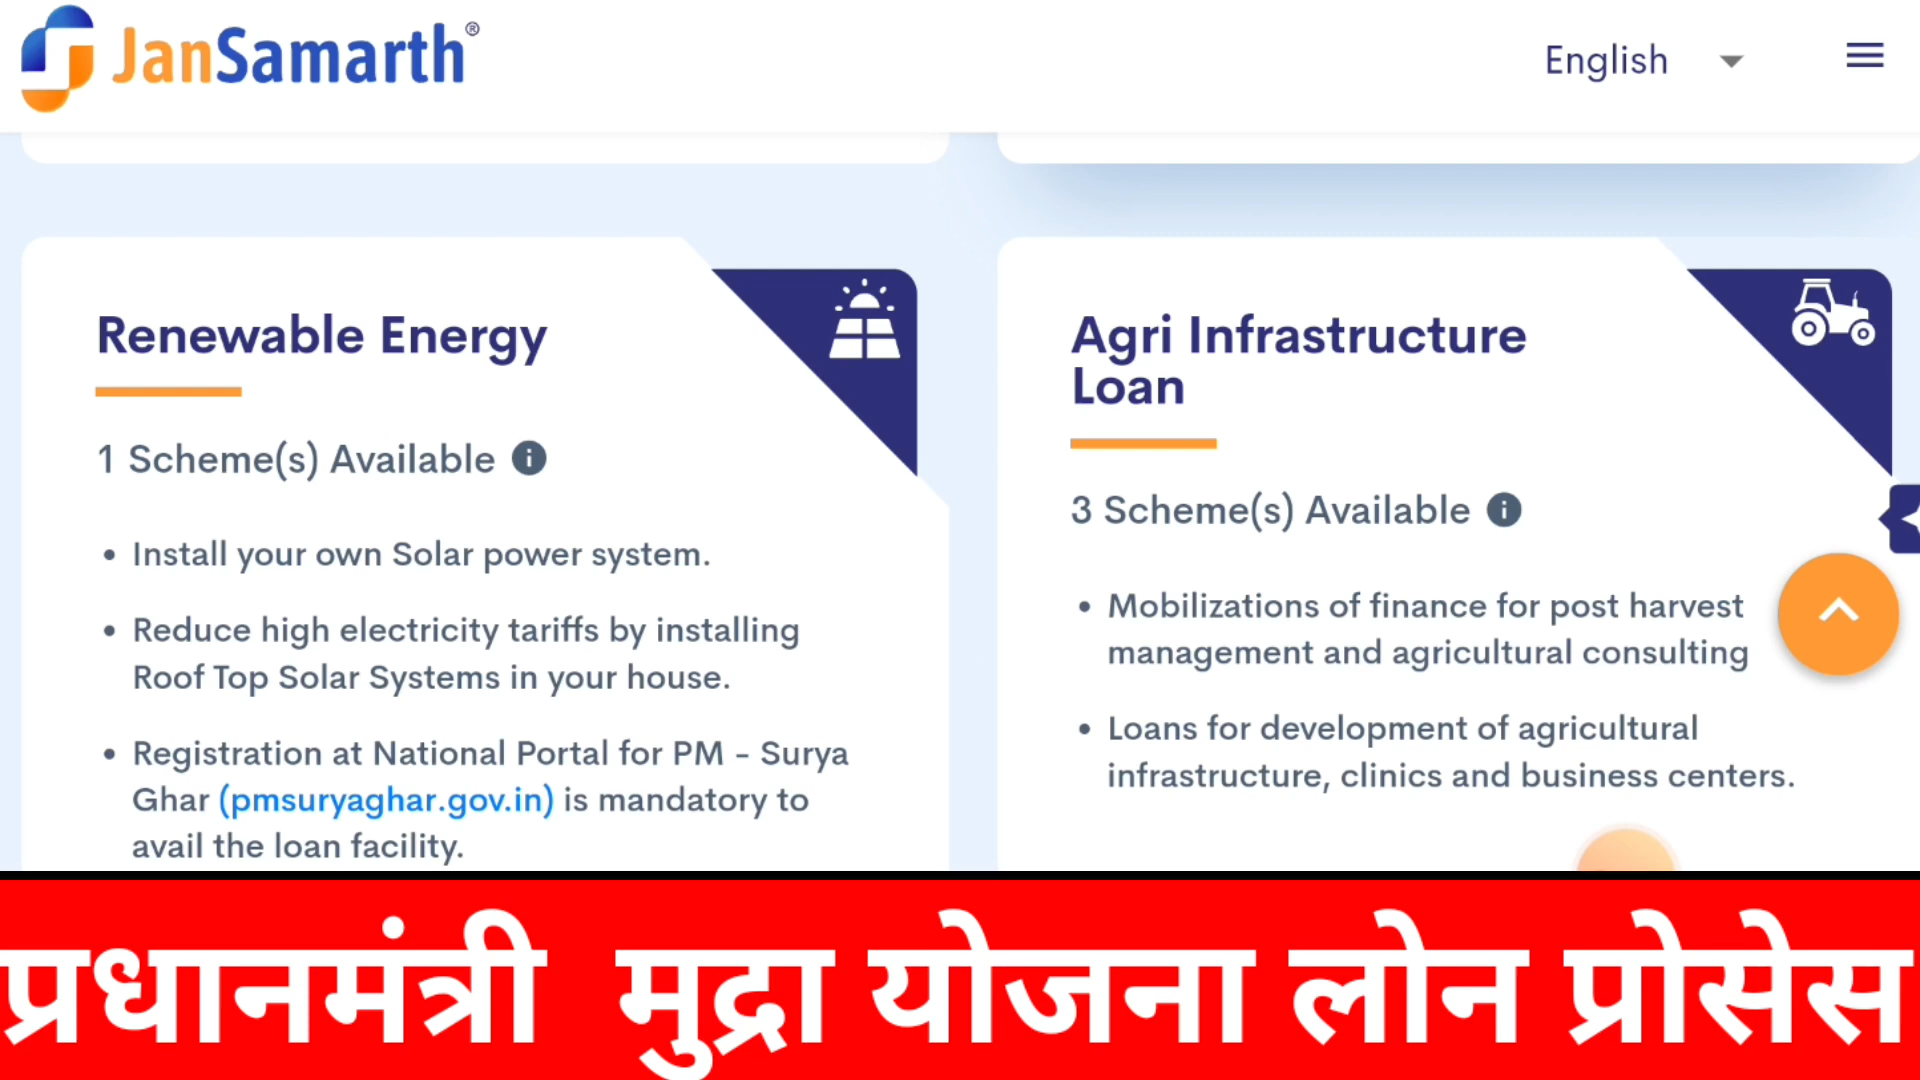 JanSamarth®
English
Renewable Energy
1 Scheme(s) Available
• Install your own Solar power system.
• Reduce high electricity tariffs by installing
Roof Top Solar Systems in your house.
• Registration at National Portal for PM - Surya
Ghar (pmsuryaghar.gov.in) is mandatory to
avail the loan facility.
Agri Infrastructure
Loan
3 Scheme(s) Available
• Mobilizations of finance for post harvest
management and agricultural consulting
• Loans for development of agricultural
infrastructure, clinics and business centers.
प्रधानमंत्री मुद्रा योजना लोन प्रोसेस